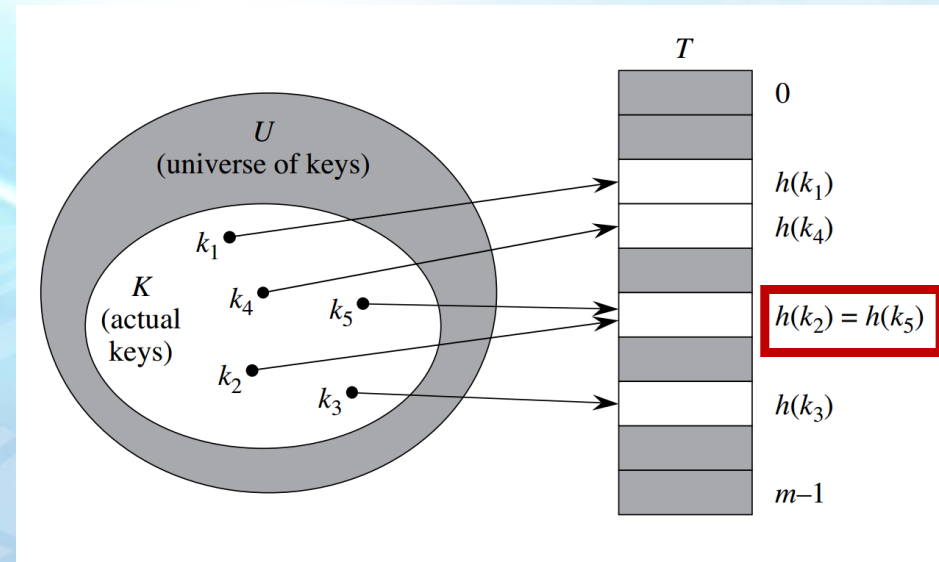 T
0
U
(universe of keys)
h(k₁)
h(k₄)
k₁
K
(actual
keys)
k₄
k₅
h(k₂) = h(k₅)
k₂
k₃
h(k₃)
m–1